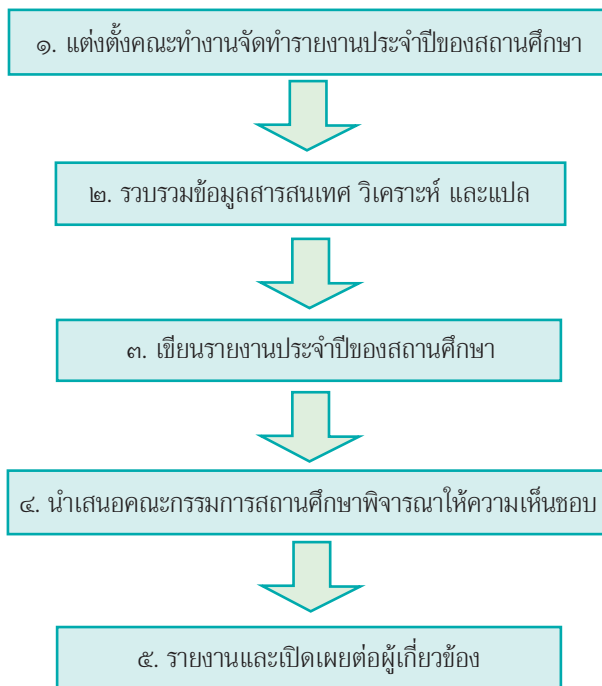 ๑. แต่งตั้งคณะทำงานจัดทำรายงานประจำปีของสถานศึกษา
๒. รวบรวมข้อมูลสารสนเทศ วิเคราะห์ และแปล
๓. เขียนรายงานประจำปีของสถานศึกษา
๔. นำเสนอคณะกรรมการสถานศึกษาพิจารณาให้ความเห็นชอบ
๕. รายงานและเปิดเผยต่อผู้เกี่ยวข้อง